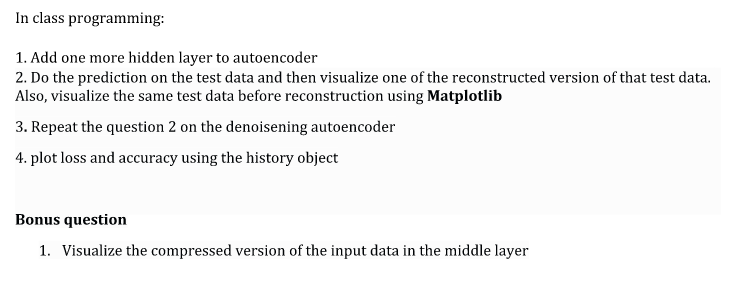 In class programming:
1. Add one more hidden layer to autoencoder
2. Do the prediction on the test data and then visualize one of the reconstructed version of that test data.
Also, visualize the same test data before reconstruction using Matplotlib
3. Repeat the question 2 on the denoisening autoencoder
4. plot loss and accuracy using the history object
Bonus question
1. Visualize the compressed version of the input data in the middle layer